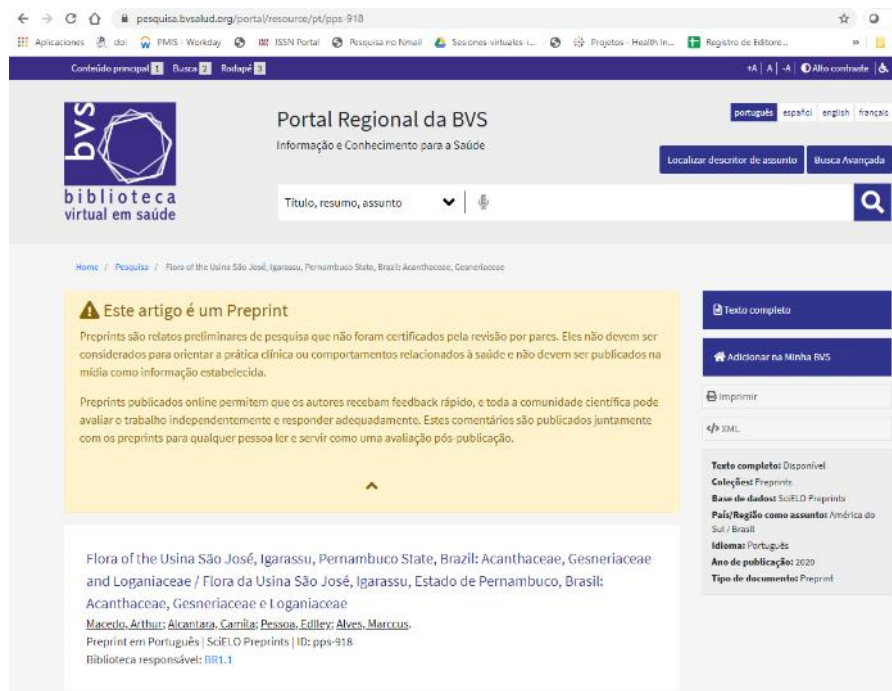 pesquisa.bvsalud.org/portal/resource/pt/pps-918
Aplicaciones doi PMIS - Workday ISSN Portal Pesquisa no Nmail Sesiones-virtuales-i... Projetos - Health In... Registro de Editore... »
Conteúdo principal 1 Busca 2 Rodapé 3
+A | A | -A | Alto contraste
português español english français
bvs
biblioteca
virtual em saúde
Portal Regional da BVS
Informação e Conhecimento para a Saúde
Localizar descritor de assunto Busca Avançada
Título, resumo, assunto
Home / Pesquisa / Flora of the Usina São José, Igarassu, Pernambuco State, Brazil: Acanthaceae, Gesneriaceae
Este artigo é um Preprint
Preprints são relatos preliminares de pesquisa que não foram certificados pela revisão por pares. Eles não devem ser
considerados para orientar a prática clínica ou comportamentos relacionados à saúde e não devem ser publicados na
mídia como informação estabelecida.
Preprints publicados online permitem que os autores recebam feedback rápido, e toda a comunidade científica pode
avaliar o trabalho independentemente e responder adequadamente. Estes comentários são publicados juntamente
com os preprints para qualquer pessoa ler e servir como uma avaliação pós-publicação.
Flora of the Usina São José, Igarassu, Pernambuco State, Brazil: Acanthaceae, Gesneriaceae
and Loganiaceae / Flora da Usina São José, Igarassu, Estado de Pernambuco, Brasil:
Acanthaceae, Gesneriaceae e Loganiaceae
Macedo, Arthur; Alcantara, Camila; Pessoa, Edlley; Alves, Marccus.
Preprint em Português | SciELO Preprints | ID: pps-918
Biblioteca responsável: BR1.1
Texto completo
Adicionar na Minha BVS
Imprimir
</> XML
Texto completo: Disponível
Coleções: Preprints
Base de dados: SciELO Preprints
País/Região como assunto: América do
Sul / Brasil
Idioma: Português
Ano de publicação: 2020
Tipo de documento: Preprint